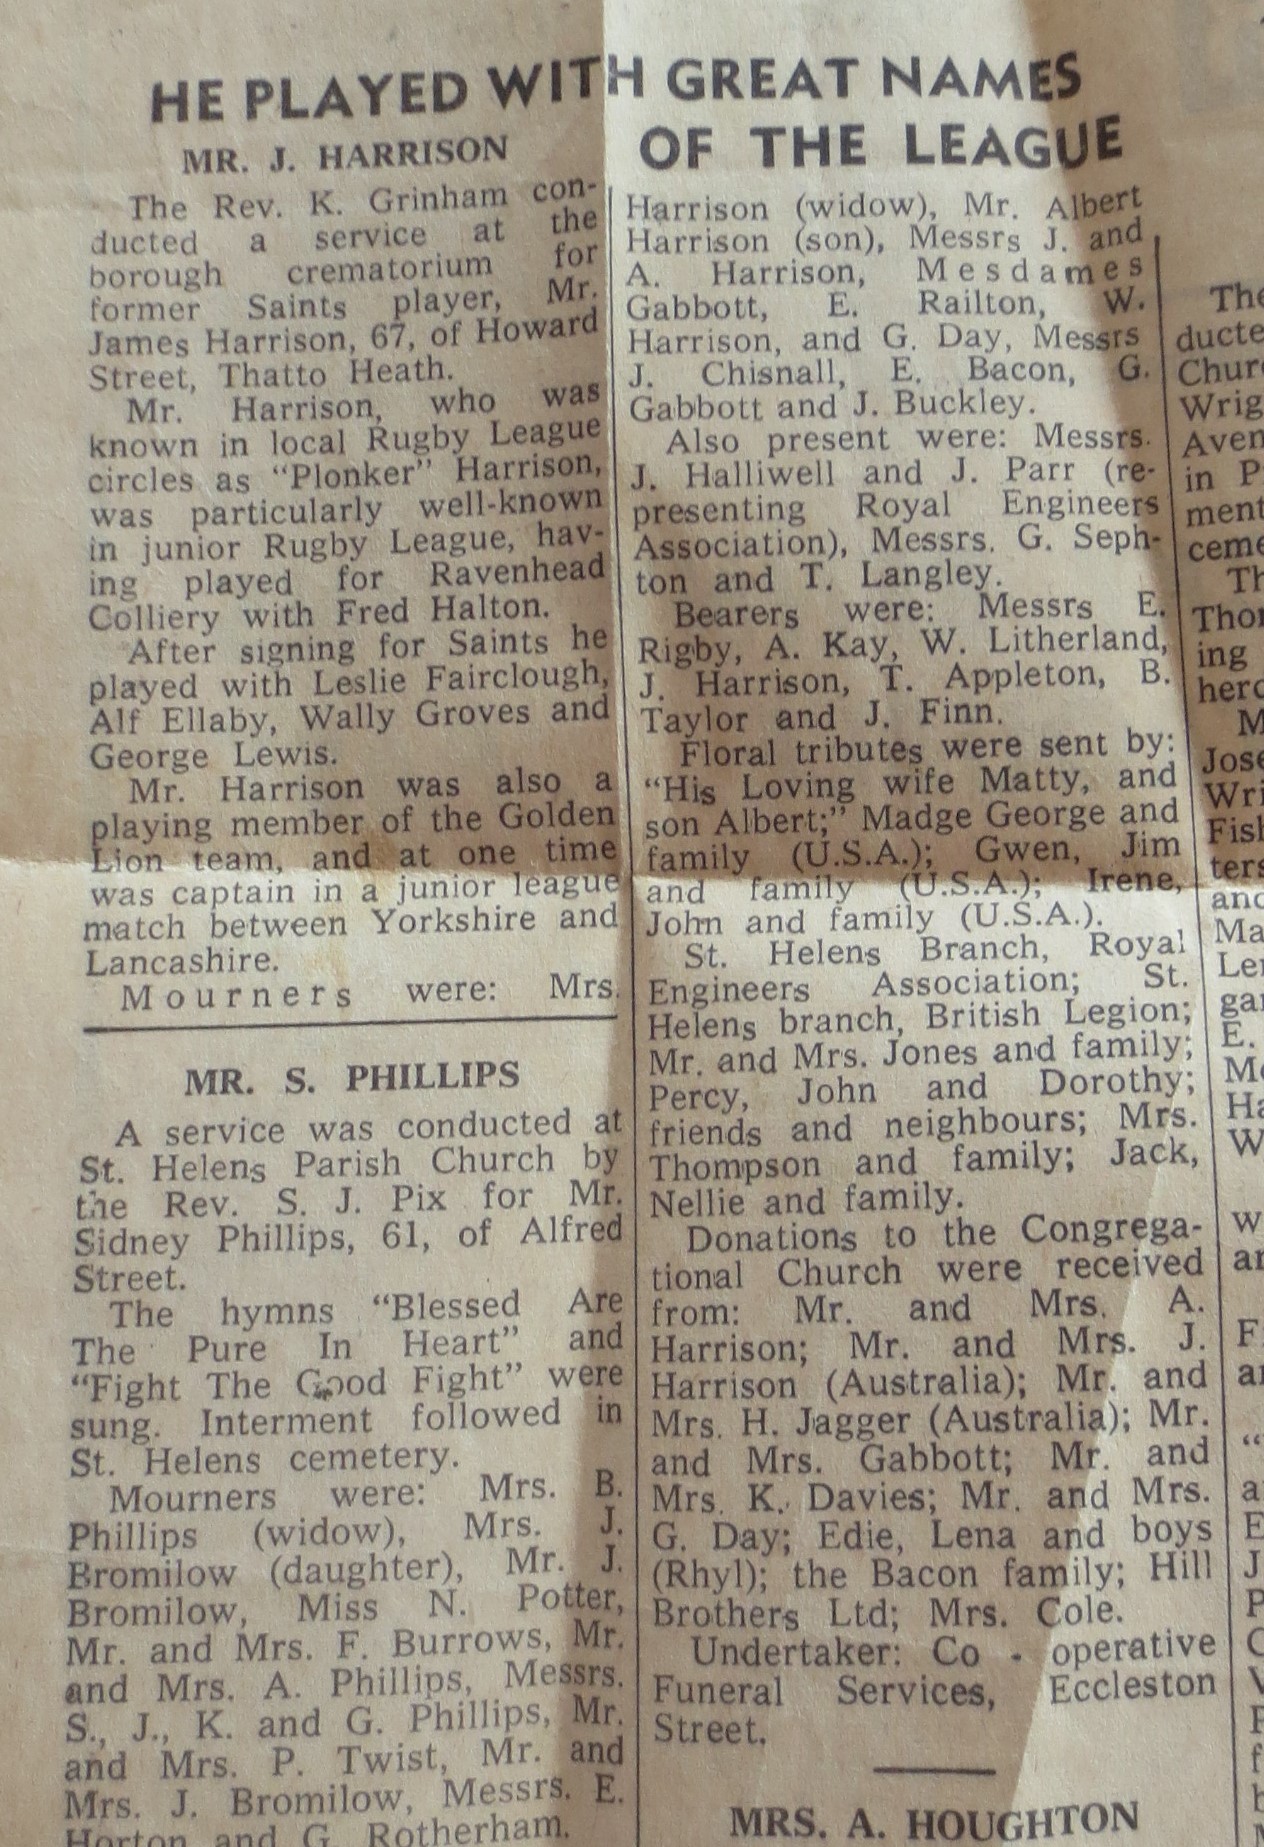 HE PLAYED WITH GREAT NAMES
OF THE LEAGUE
MR. J. HARRISON
The Rev. K. Grinham con-
ducted a service at the
borough crematorium for
former Saints player, Mr.
James Harrison, 67, of Howard
Street, Thatto Heath.
Mr. Harrison, who was
known in local Rugby League
circles as "Plonker" Harrison,
was particularly well-known
in junior Rugby League, hav-
ing played for Ravenhead
Colliery with Fred Halton.
After signing for Saints he
played with Leslie Fairclough,
Alf Ellaby, Wally Groves and
George Lewis.
Mr. Harrison was also a
playing member of the Golden
Lion team, and at one time
was captain in a junior league
match between Yorkshire and
Lancashire.
Mourners were: Mrs.
Harrison (widow), Mr. Albert
Harrison (son), Messrs J. and
A. Harrison, Mesdames
Gabbott, E. Railton, W.
Harrison, and G. Day, Messrs
J. Chisnall, E. Bacon, G.
Gabbott and J. Buckley.
Also present were: Messrs.
J. Halliwell and J. Parr (re-
presenting Royal Engineers
Association), Messrs. G. Seph-
ton and T. Langley.
Bearers were: Messrs E.
Rigby, A. Kay, W. Litherland,
J. Harrison, T. Appleton, B.
Taylor and J. Finn.
Floral tributes were sent by:
"His Loving wife Matty, and
son Albert;" Madge George and
family (U.S.A.); Gwen, Jim
and family (U.S.A.); Irene,
John and family (U.S.A.).
St. Helens Branch, Royal
Engineers Association; St.
Helens branch, British Legion;
Mr. and Mrs. Jones and family;
Percy, John and Dorothy;
friends and neighbours; Mrs.
Thompson and family; Jack,
Nellie and family.
Donations to the Congrega-
tional Church were received
from: Mr. and Mrs. A.
Harrison; Mr. and Mrs. J.
Harrison (Australia); Mr. and
Mrs. H. Jagger (Australia); Mr.
and Mrs. Gabbott; Mr. and
Mrs. K. Davies; Mr. and Mrs.
G. Day; Edie, Lena and boys
(Rhyl); the Bacon family; Hill
Brothers Ltd; Mrs. Cole.
Undertaker: Co - operative
Funeral Services, Eccleston
Street.
MR. S. PHILLIPS
A service was conducted at
St. Helens Parish Church by
the Rev. S. J. Pix for Mr.
Sidney Phillips, 61, of Alfred
Street.
The hymns "Blessed Are
The Pure In Heart" and
"Fight The Good Fight" were
sung. Interment followed in
St. Helens cemetery.
Mourners were: Mrs. B.
Phillips (widow), Mrs. J.
Bromilow (daughter), Mr. J.
Bromilow, Miss N. Potter,
Mr. and Mrs. F. Burrows, Mr.
and Mrs. A. Phillips, Messrs.
S., J., K. and G. Phillips, Mr.
and Mrs. P. Twist, Mr. and
Mrs. J. Bromilow, Messrs. E.
Horton and G. Rotherham.
MRS. A. HOUGHTON